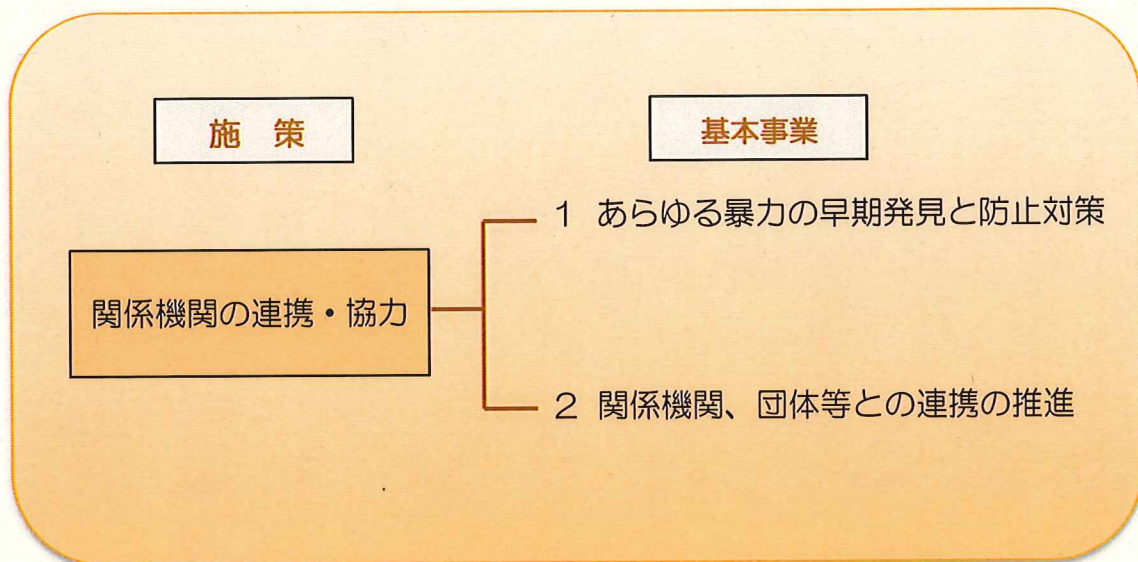 施　策
基本事業
1 あらゆる暴力の早期発見と防止対策
関係機関の連携・協力
2 関係機関、団体等との連携の推進